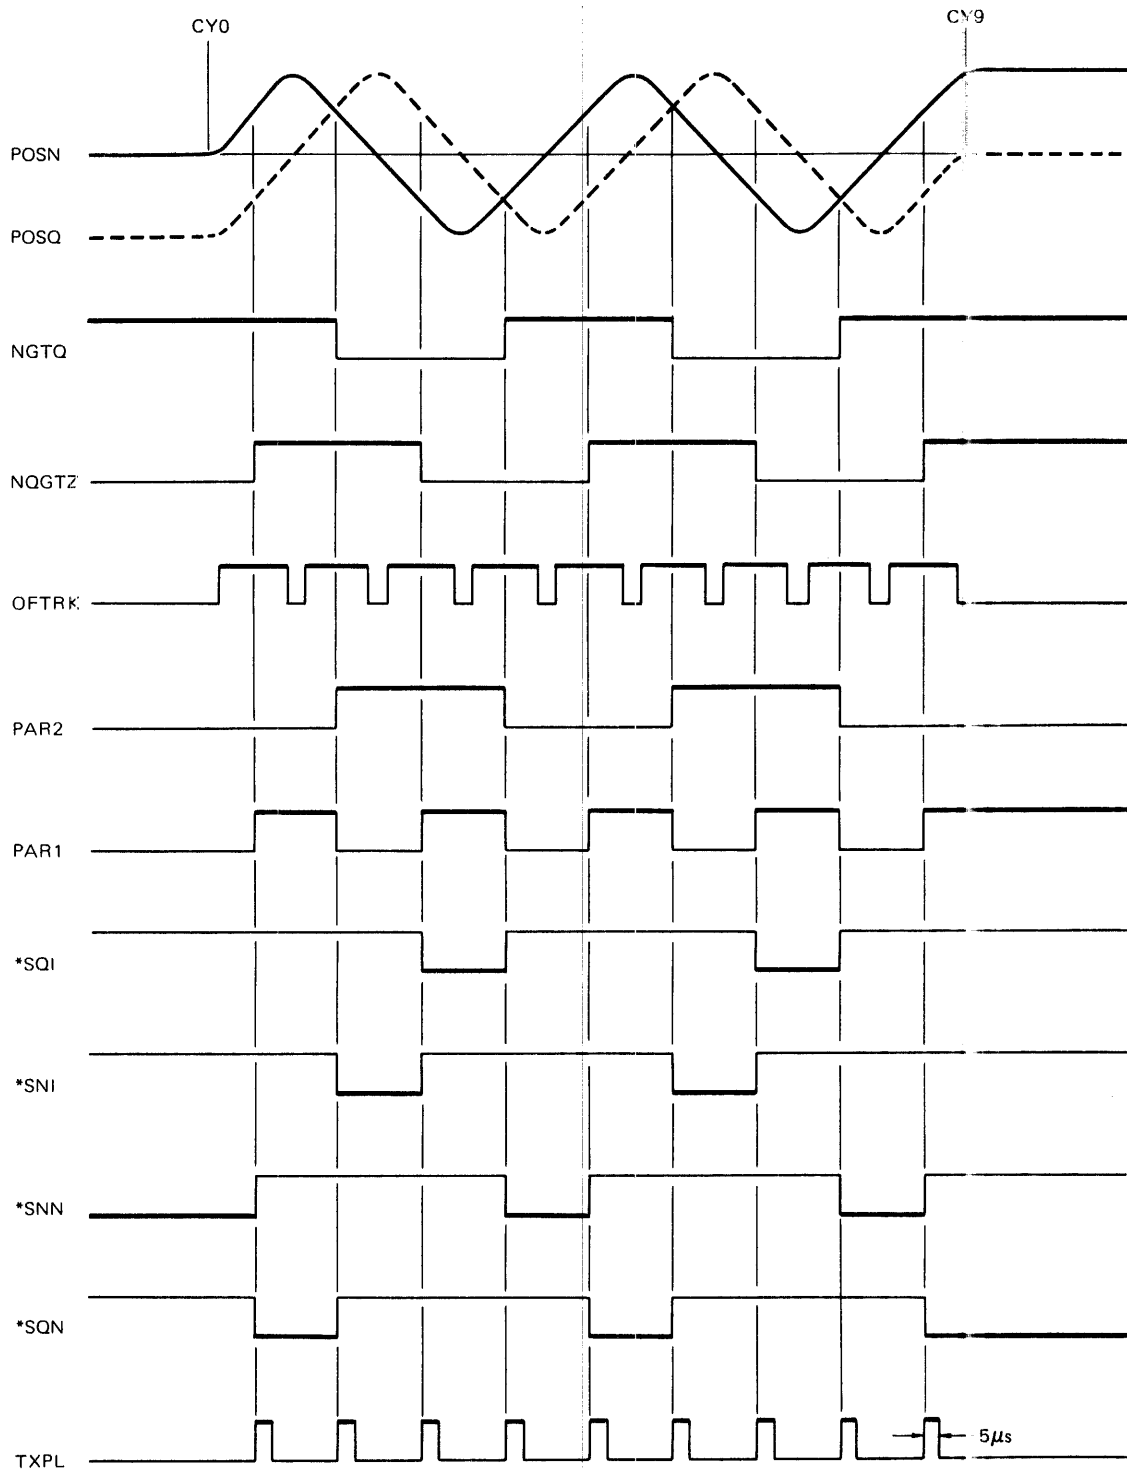 CY0
CY9
POSN
POSQ
NGTQ
NQGTZ
OFTRK
PAR2
PAR1
*SQI
*SNI
*SNN
*SQN
TXPL
5μs